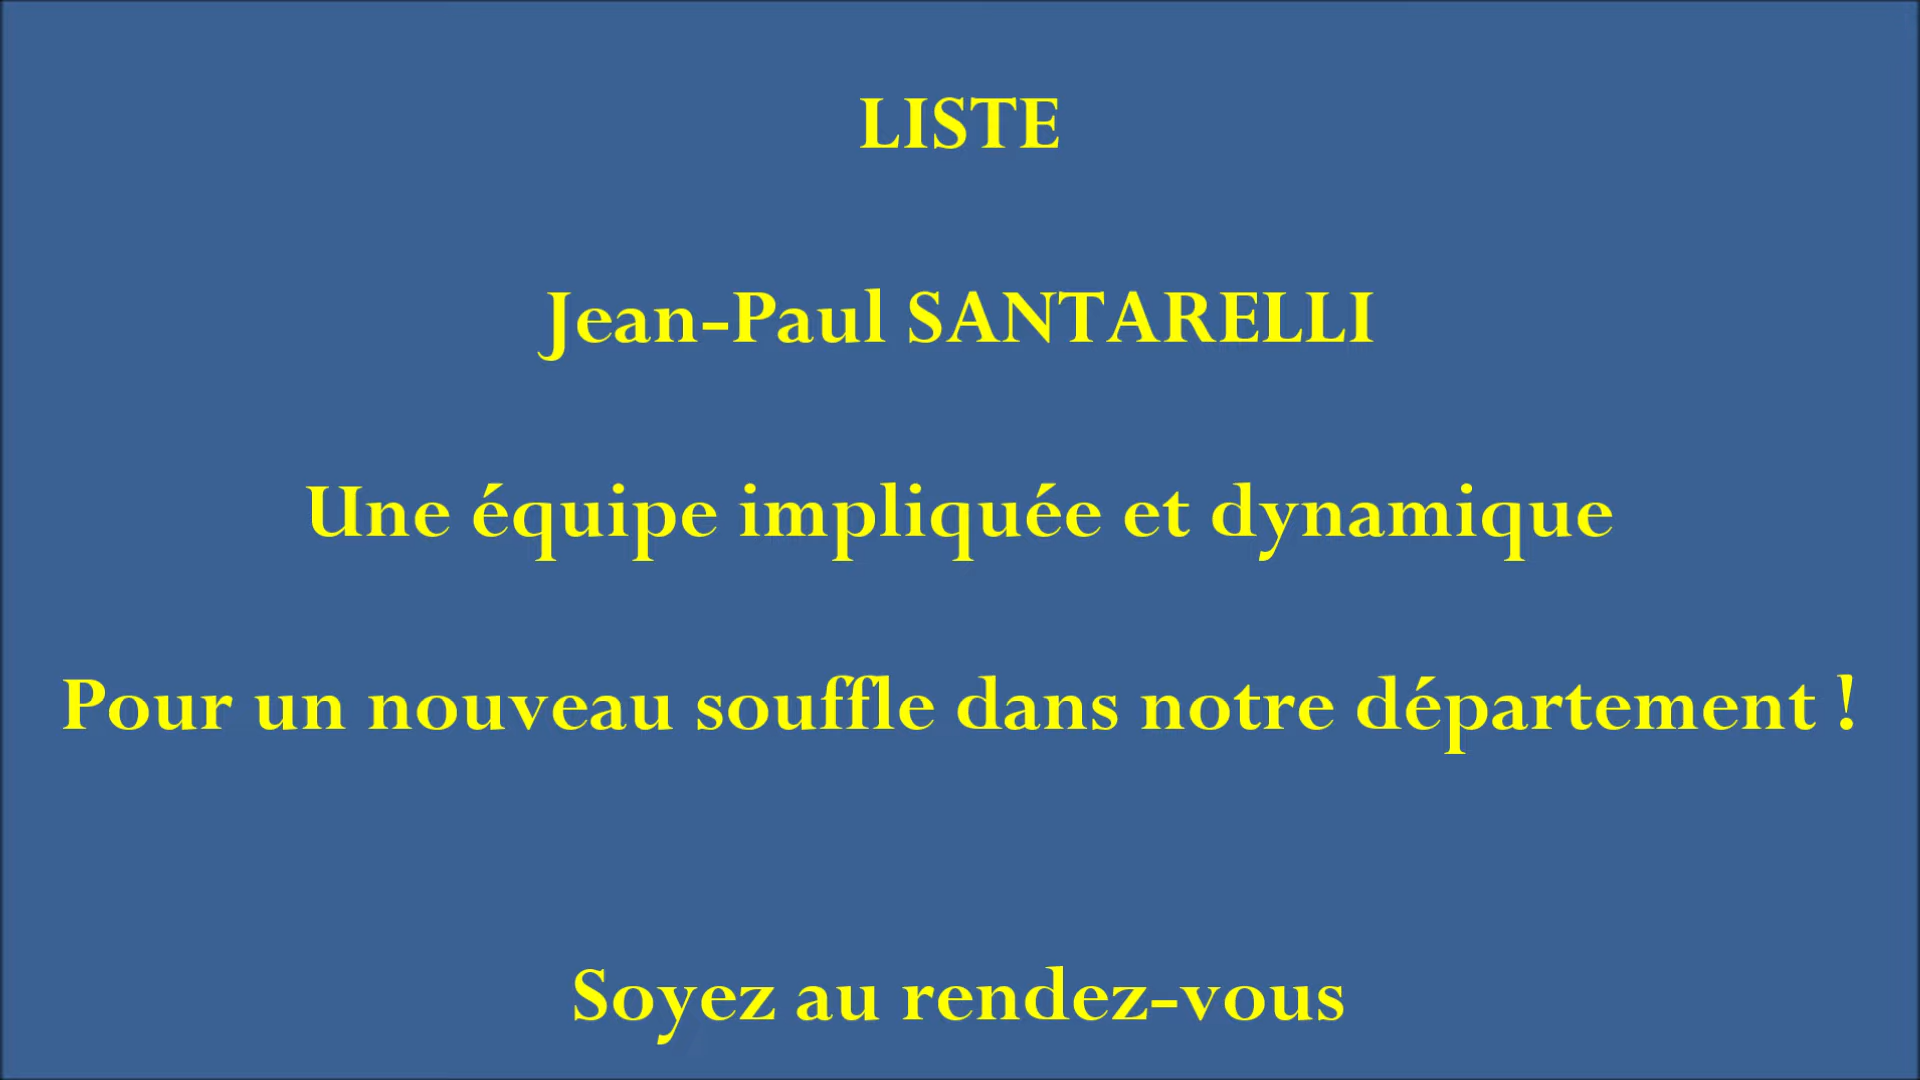 LISTE
Jean-Paul SANTARELLI
Une équipe impliquée et dynamique
Pour un nouveau souffle dans notre département !
Soyez au rendez-vous